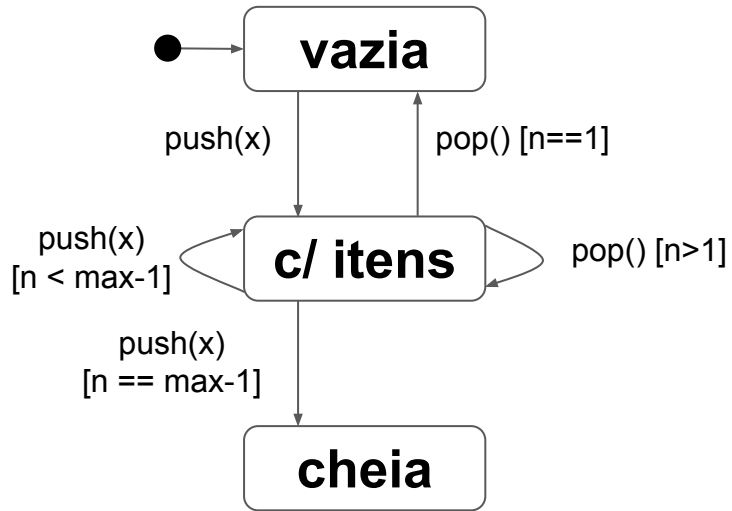 vazia
push(x)
pop() [n==1]
push(x)
[n < max-1]
c/ itens
pop() [n>1]
push(x)
[n == max-1]
cheia